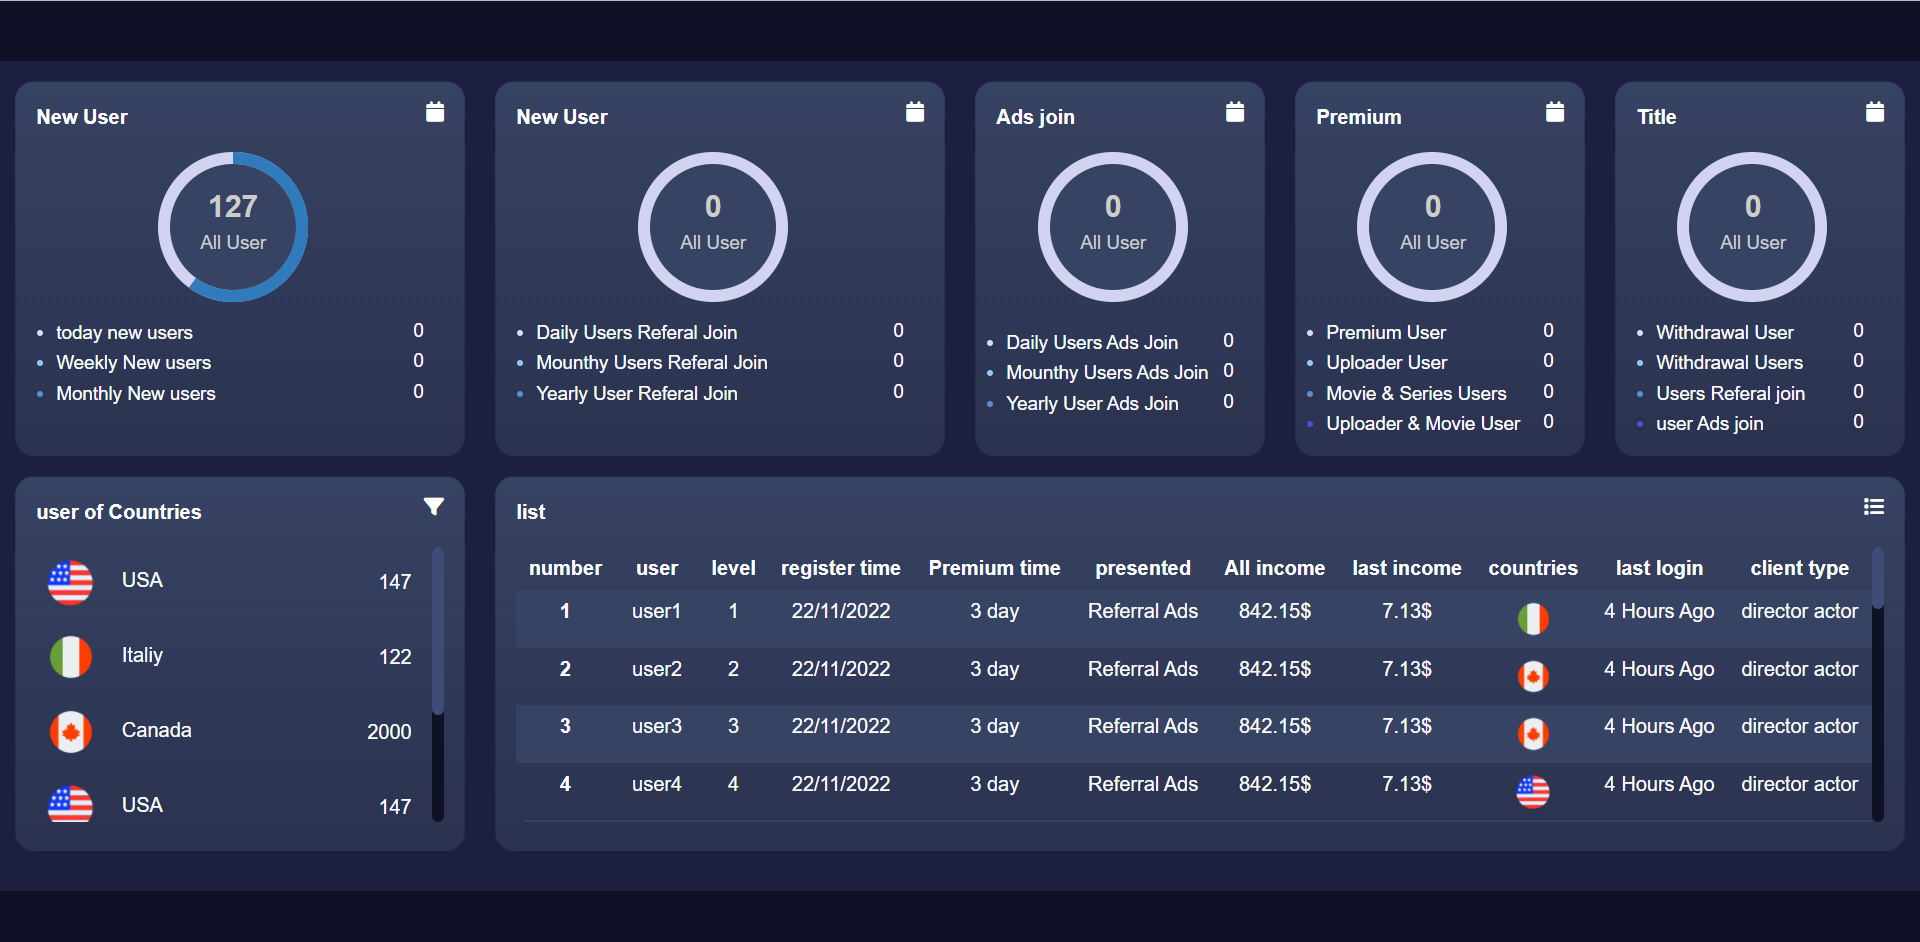 New User
127
All User
today new users 0
Weekly New users 0
Monthly New users 0
New User
0
All User
Daily Users Referal Join 0
Mounthy Users Referal Join 0
Yearly User Referal Join 0
Ads join
0
All User
Daily Users Ads Join 0
Mounthy Users Ads Join 0
Yearly User Ads Join 0
Premium
0
All User
Premium User 0
Uploader User 0
Movie & Series Users 0
Uploader & Movie User 0
Title
0
All User
Withdrawal User 0
Withdrawal Users 0
Users Referal join 0
user Ads join 0
user of Countries
USA 147
Italiy 122
Canada 2000
USA 147
list
number user level register time Premium time presented All income last income countries last login client type
1 user1 1 22/11/2022 3 day Referral Ads 842.15$ 7.13$ 4 Hours Ago director actor
2 user2 2 22/11/2022 3 day Referral Ads 842.15$ 7.13$ 4 Hours Ago director actor
3 user3 3 22/11/2022 3 day Referral Ads 842.15$ 7.13$ 4 Hours Ago director actor
4 user4 4 22/11/2022 3 day Referral Ads 842.15$ 7.13$ 4 Hours Ago director actor